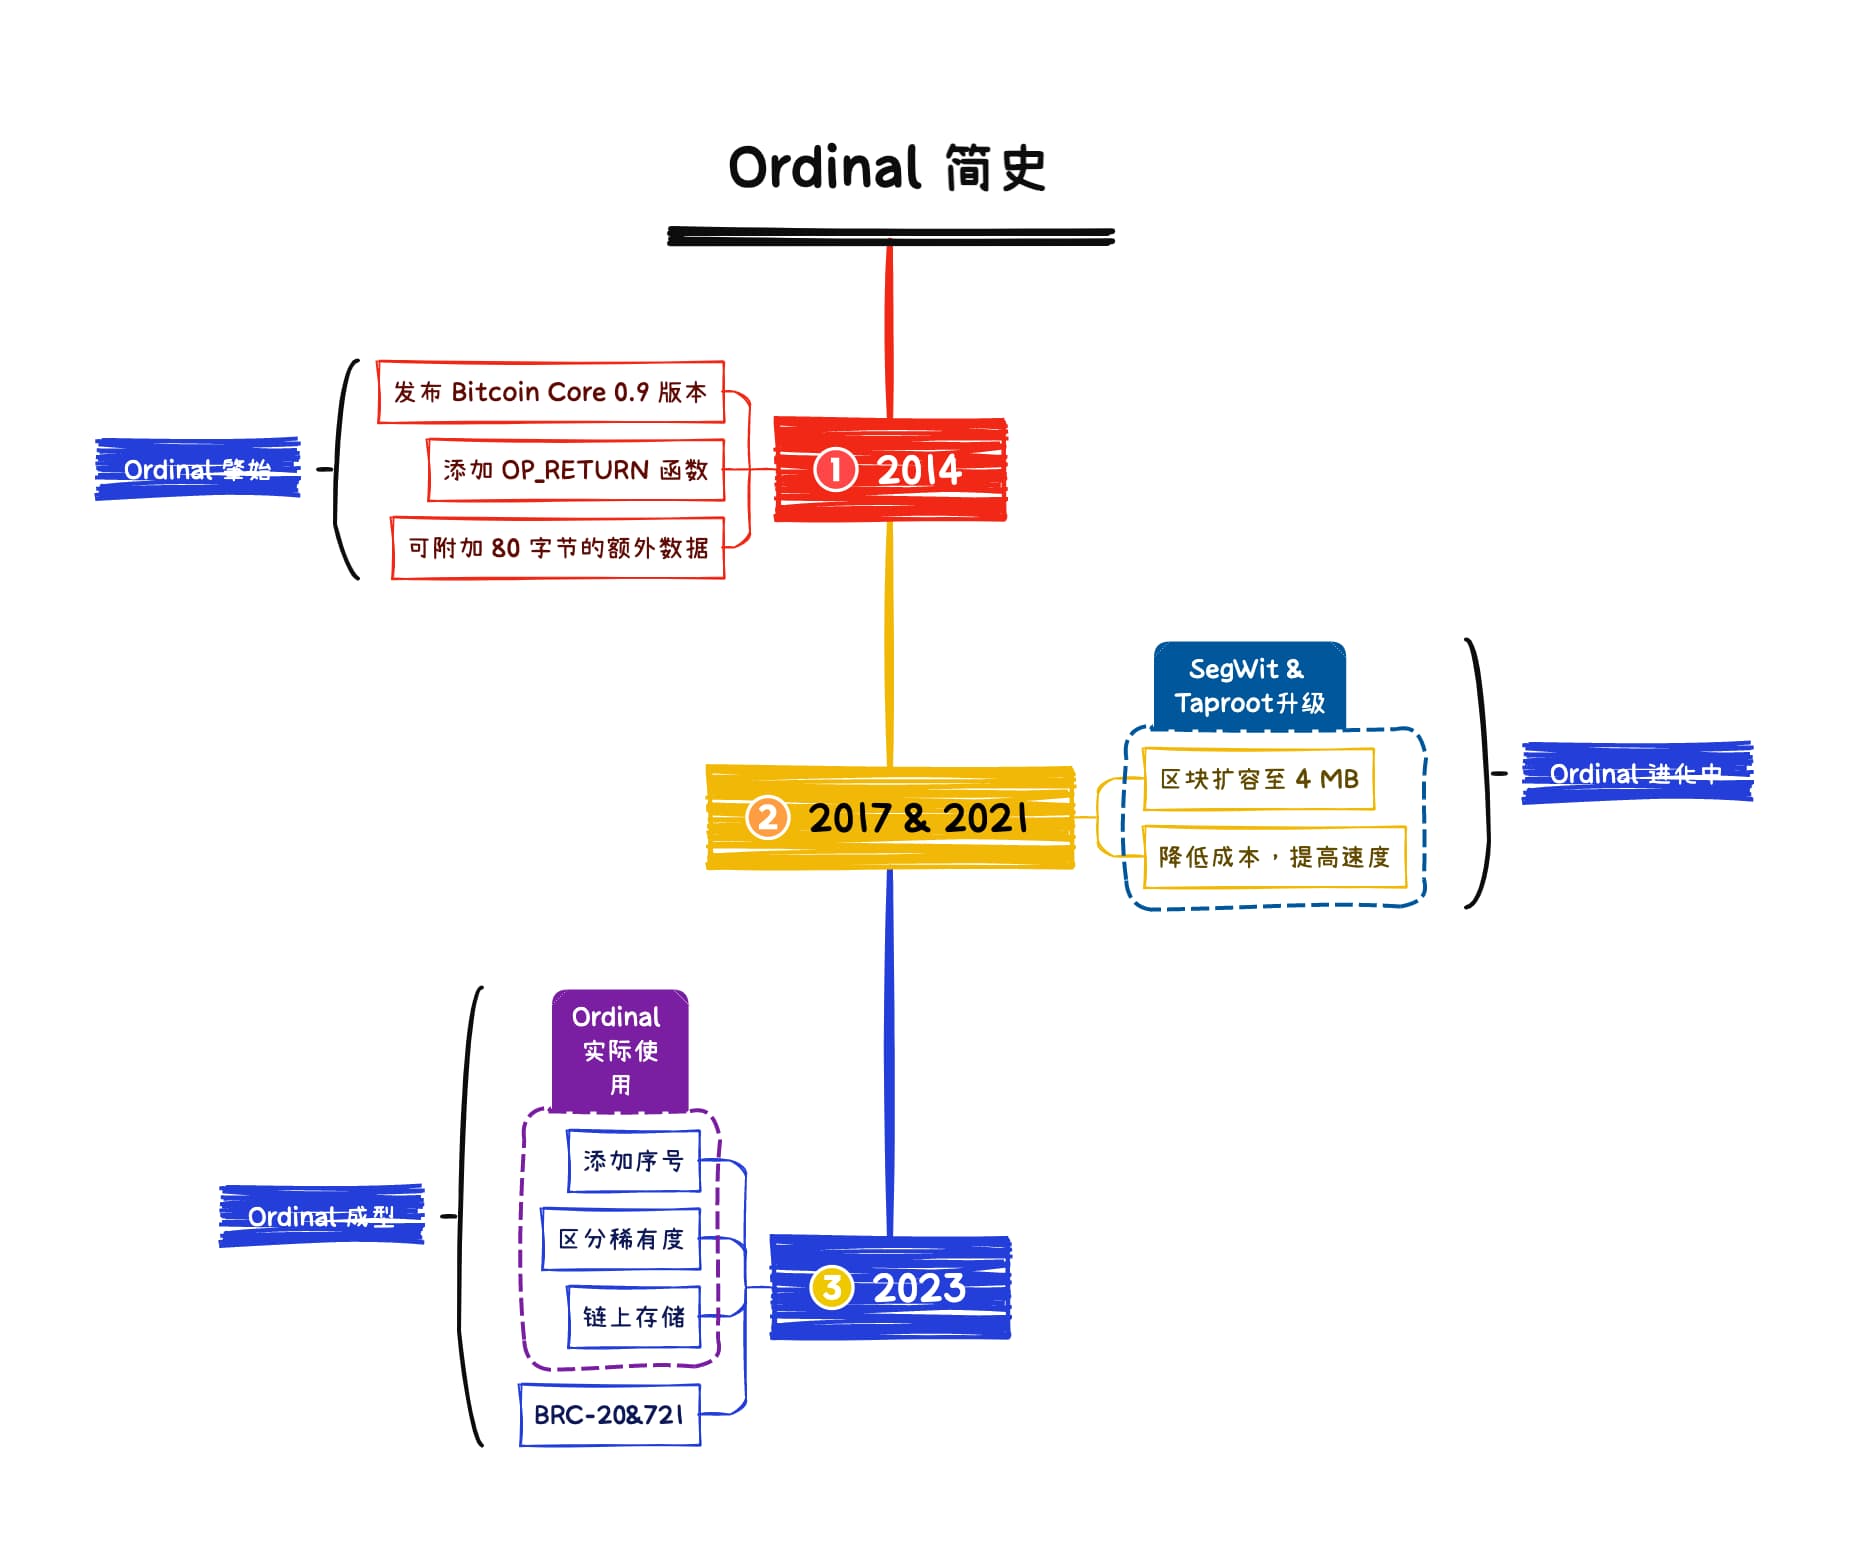 Ordinal 简史
Ordinal 肇始
发布 Bitcoin Core 0.9 版本
添加 OP_RETURN 函数
可附加 80 字节的额外数据
1 2014
2 2017 & 2021
SegWit &
Taproot升级
区块扩容至 4 MB
降低成本，提高速度
Ordinal 进化中
Ordinal 成型
Ordinal
实际使
用
添加序号
区分稀有度
链上存储
BRC-20&721
3 2023